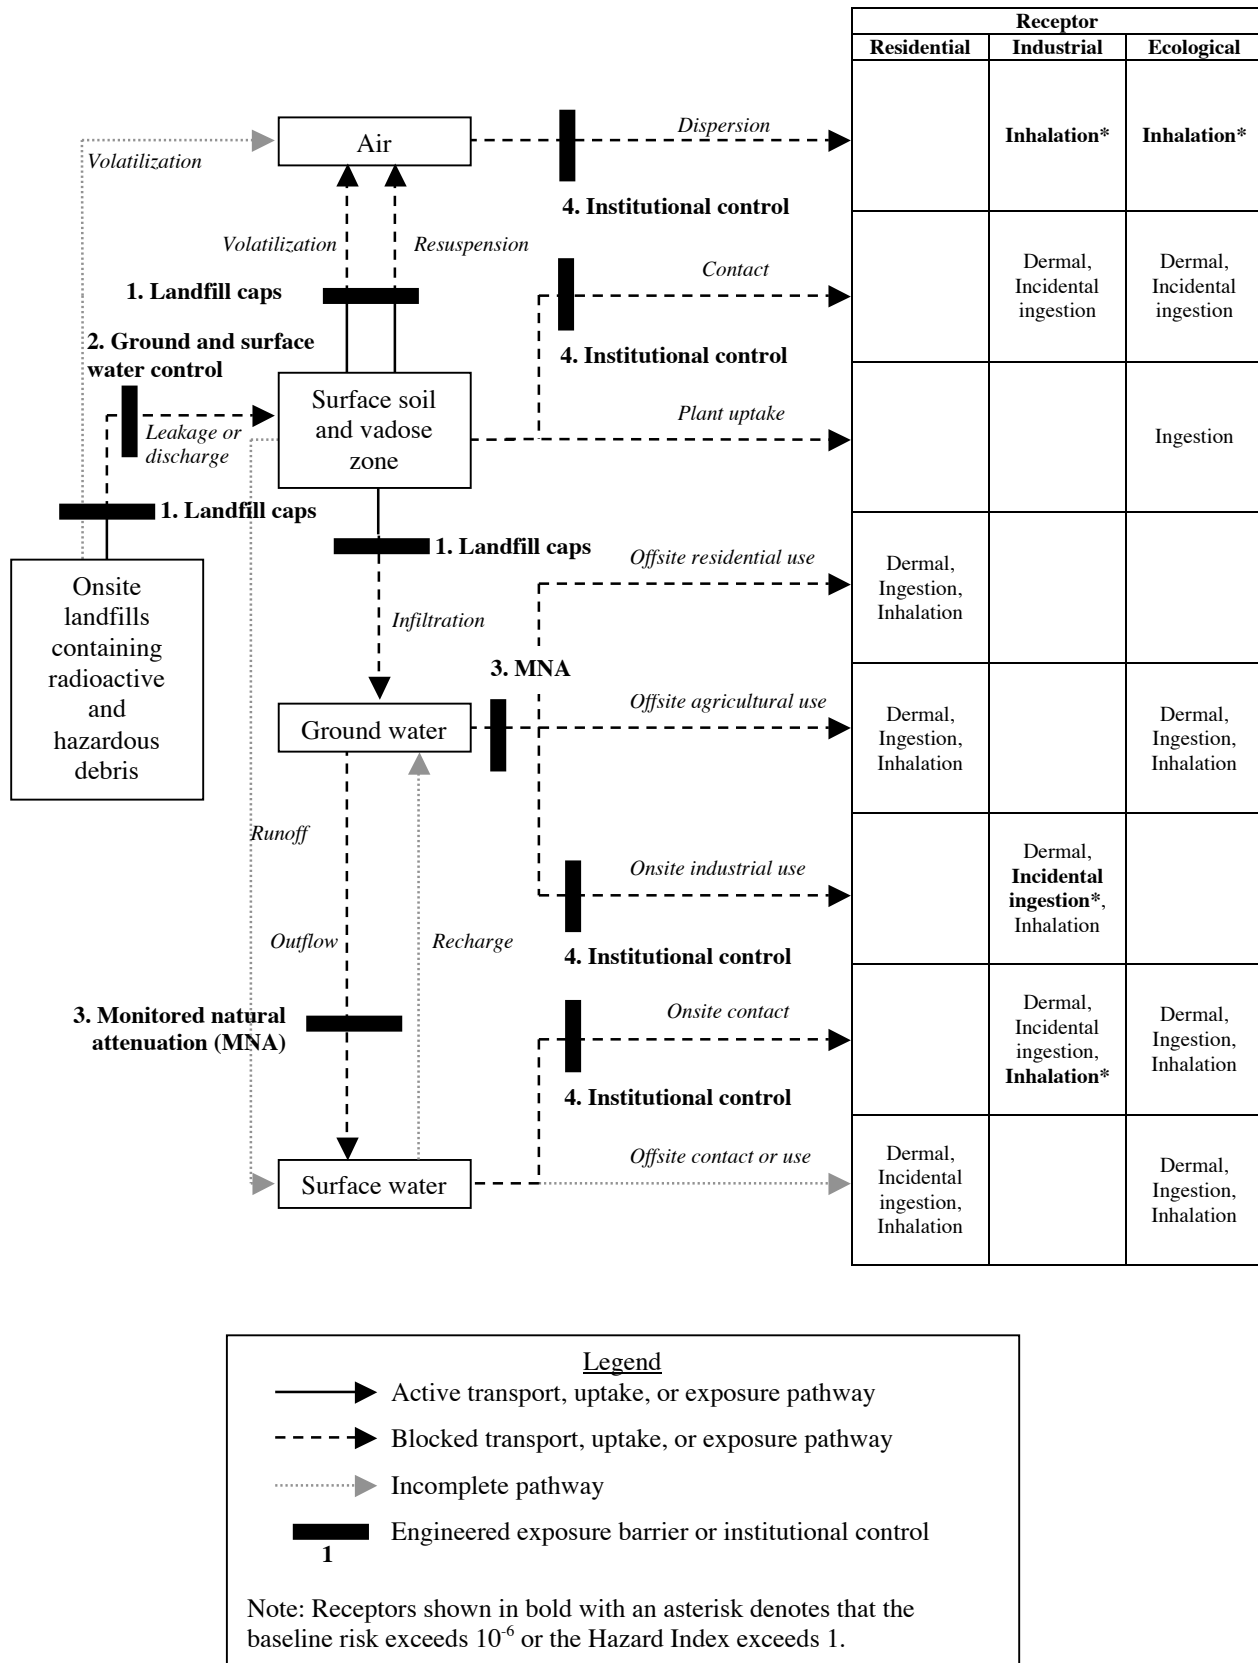 Receptor
Residential Industrial Ecological
Air
Dispersion
Volatilization
4. Institutional control
Inhalation* Inhalation*
Volatilization Resuspension
1. Landfill caps
Contact
4. Institutional control
Dermal,
Incidental
ingestion
Dermal,
Incidental
ingestion
2. Ground and surface
water control
Leakage or
discharge
Surface soil
and vadose
zone
Plant uptake
Ingestion
1. Landfill caps
1. Landfill caps
Onsite
landfills
containing
radioactive
and
hazardous
debris
Infiltration
Offsite residential use
Dermal,
Ingestion,
Inhalation
3. MNA
Ground water
Offsite agricultural use
Dermal,
Ingestion,
Inhalation
Dermal,
Ingestion,
Inhalation
Runoff
Onsite industrial use
4. Institutional control
Dermal,
Incidental
ingestion*,
Inhalation
Outflow
Recharge
3. Monitored natural
attenuation (MNA)
Onsite contact
4. Institutional control
Dermal,
Incidental
ingestion,
Inhalation*
Dermal,
Ingestion,
Inhalation
Surface water
Offsite contact or use
Dermal,
Incidental
ingestion,
Inhalation
Dermal,
Ingestion,
Inhalation
Legend
Active transport, uptake, or exposure pathway
Blocked transport, uptake, or exposure pathway
Incomplete pathway
Engineered exposure barrier or institutional control
1
Note: Receptors shown in bold with an asterisk denotes that the
baseline risk exceeds 10⁻⁶ or the Hazard Index exceeds 1.